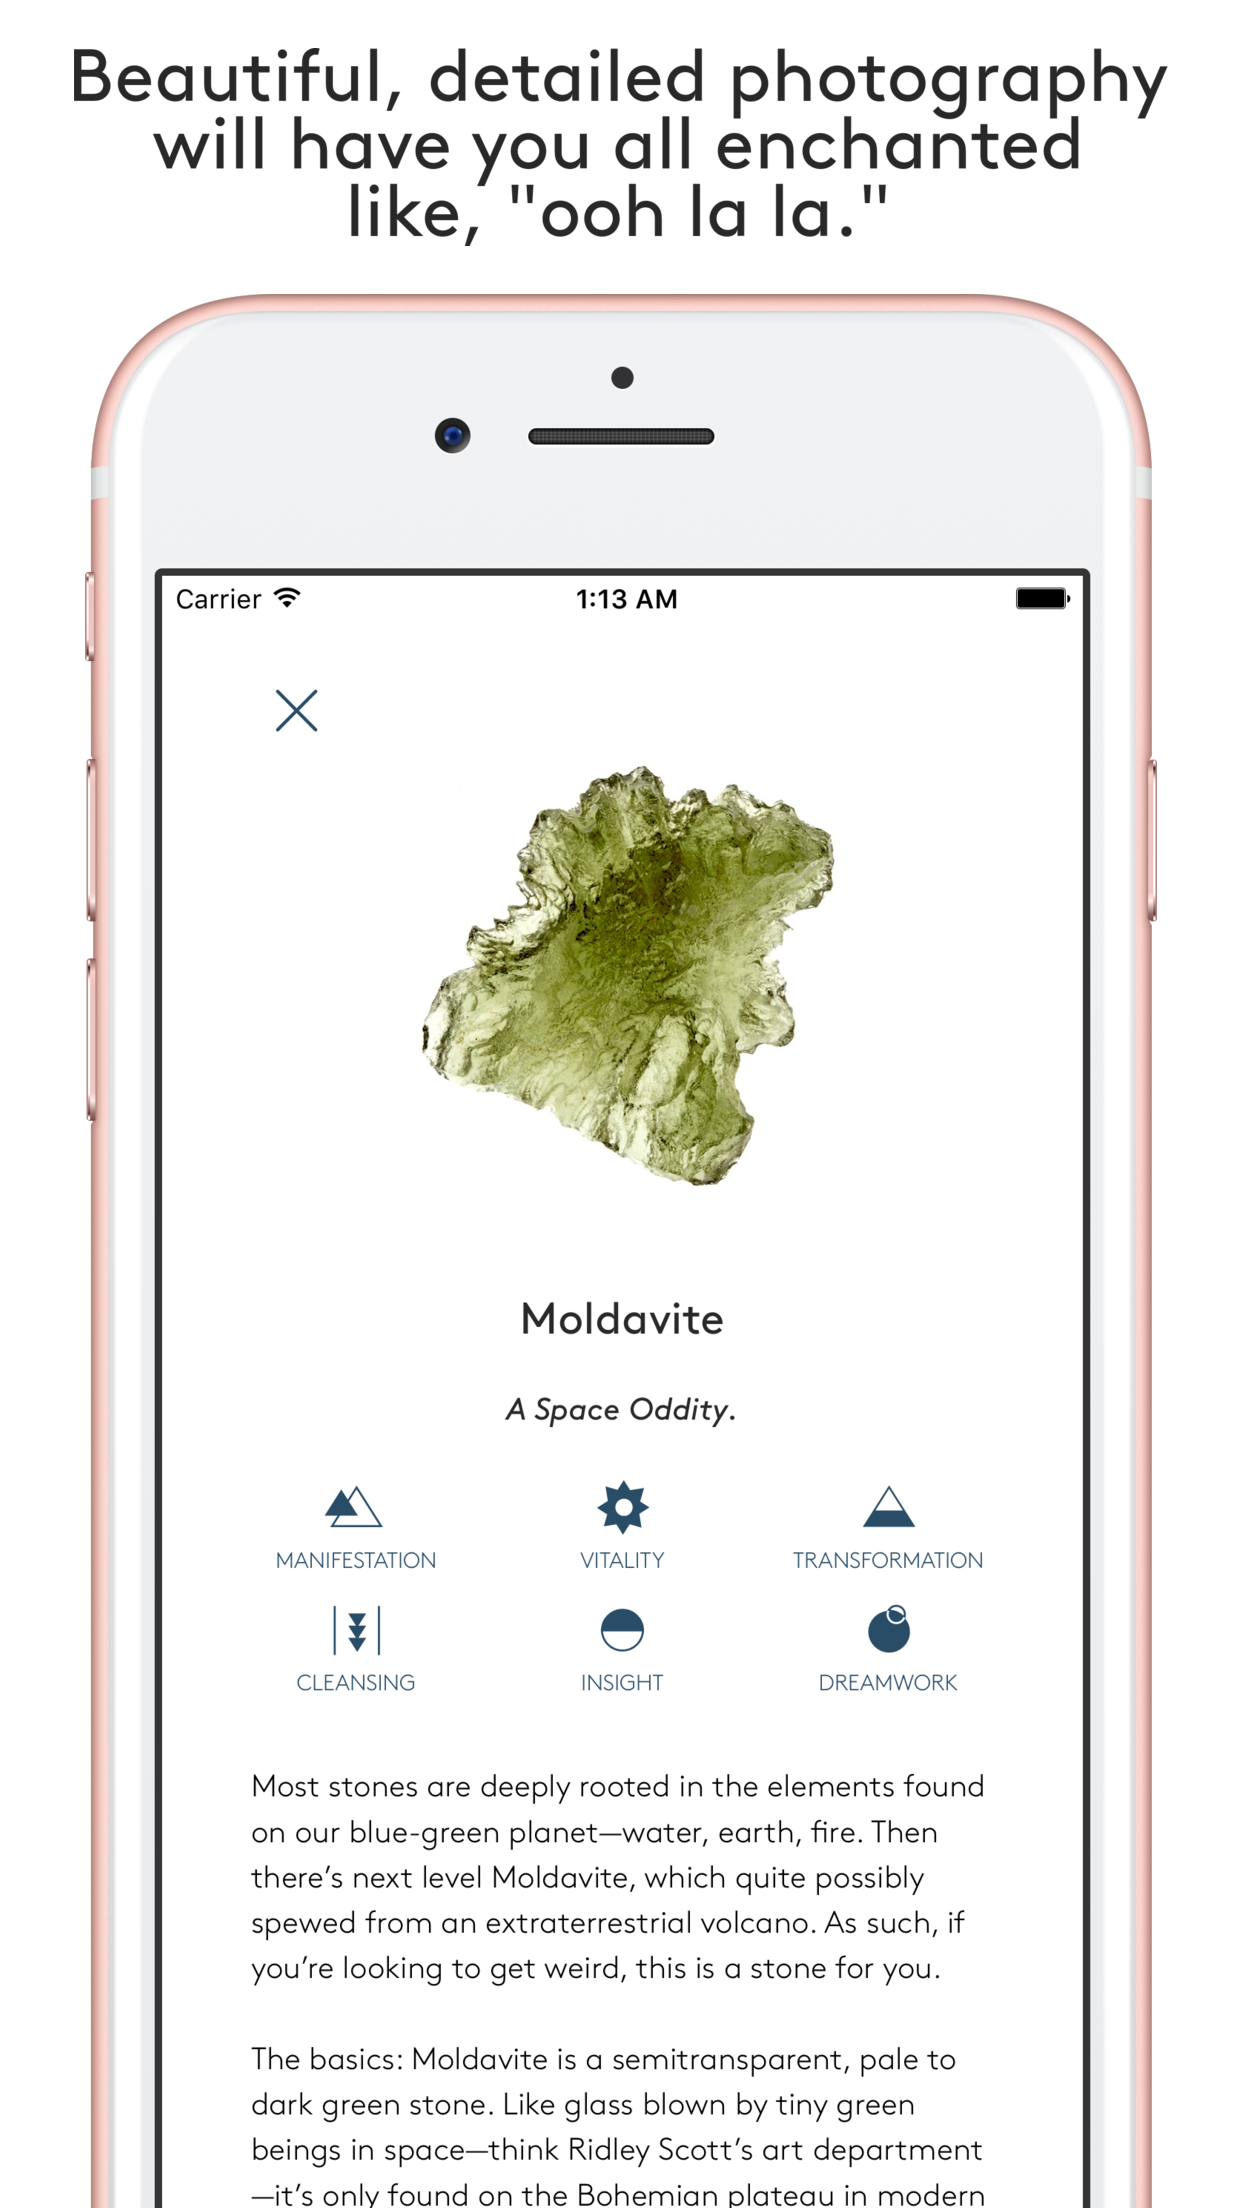 Beautiful, detailed photography
will have you all enchanted
like, "ooh la la."
Carrier 1:13 AM
Moldavite
A Space Oddity.
MANIFESTATION VITALITY TRANSFORMATION
CLEANSING INSIGHT DREAMWORK
Most stones are deeply rooted in the elements found
on our blue-green planet—water, earth, fire. Then
there's next level Moldavite, which quite possibly
spewed from an extraterrestrial volcano. As such, if
you're looking to get weird, this is a stone for you.
The basics: Moldavite is a semitransparent, pale to
dark green stone. Like glass blown by tiny green
beings in space—think Ridley Scott's art department
—it's only found on the Bohemian plateau in modern